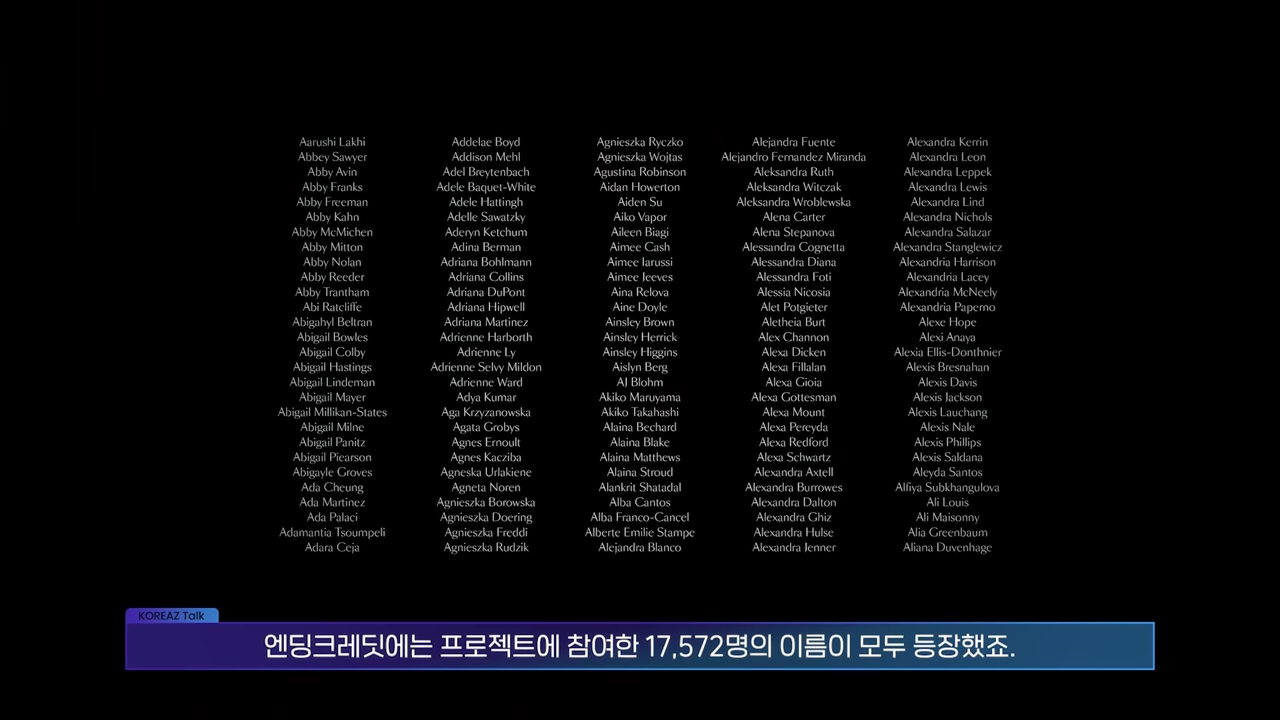 Aarushi Lakhi
Abbey Sawyer
Abby Avin
Abby Franks
Abby Freeman
Abby Kahn
Abby McMichen
Abby Mitton
Abby Nolan
Abby Reeder
Abby Trantham
Abi Ratcliffe
Abigahyl Beltran
Abigail Bowles
Abigail Colby
Abigail Hastings
Abigail Lindeman
Abigail Mayer
Abigail Millikan-States
Abigail Milne
Abigail Panitz
Abigail Piearson
Abigayle Groves
Ada Cheung
Ada Martinez
Ada Palaci
Adamantia Tsoumpeli
Adara Ceja
Addelae Boyd
Addison Mehl
Adel Breytenbach
Adele Baquet-White
Adele Hattingh
Adelle Sawatzky
Aderyn Ketchum
Adina Berman
Adriana Bohlmann
Adriana Collins
Adriana DuPont
Adriana Hipwell
Adriana Martinez
Adrienne Harborth
Adrienne Ly
Adrienne Selvy Mildon
Adrienne Ward
Adya Kumar
Aga Krzyzanowska
Agata Grobys
Agnes Ernoult
Agnes Kacziba
Agneska Urlakiene
Agneta Noren
Agnieszka Borowska
Agnieszka Doering
Agnieszka Freddi
Agnieszka Rudzik
Agnieszka Ryczko
Agnieszka Wojtas
Agustina Robinson
Aidan Howerton
Aiden Su
Aiko Vapor
Aileen Biagi
Aimee Cash
Aimee Iarussi
Aimee Jeeves
Aina Relova
Aine Doyle
Ainsley Brown
Ainsley Herrick
Ainsley Higgins
Aislyn Berg
AJ Blohm
Akiko Maruyama
Akiko Takahashi
Alaina Bechard
Alaina Blake
Alaina Matthews
Alaina Stroud
Alankrit Shatadal
Alba Cantos
Alba Franco-Cancel
Alberte Emilie Stampe
Alejandra Blanco
Alejandra Fuente
Alejandro Fernandez Miranda
Aleksandra Ruth
Aleksandra Witczak
Aleksandra Wroblewska
Alena Carter
Alena Stepanova
Alessandra Cognetta
Alessandra Diana
Alessandra Foti
Alessia Nicosia
Alet Potgieter
Aletheia Burt
Alex Channon
Alexa Dicken
Alexa Fillalan
Alexa Gioia
Alexa Gottesman
Alexa Mount
Alexa Pereyda
Alexa Redford
Alexa Schwartz
Alexandra Axtell
Alexandra Burrowes
Alexandra Dalton
Alexandra Ghiz
Alexandra Hulse
Alexandra Jenner
Alexandra Kerrin
Alexandra Leon
Alexandra Leppek
Alexandra Lewis
Alexandra Lind
Alexandra Nichols
Alexandra Salazar
Alexandra Stanglewicz
Alexandria Harrison
Alexandria Lacey
Alexandria McNeely
Alexandria Paperno
Alexe Hope
Alexi Anaya
Alexia Ellis-Donthnier
Alexis Bresnahan
Alexis Davis
Alexis Jackson
Alexis Lauchang
Alexis Nale
Alexis Phillips
Alexis Saldana
Aleyda Santos
Alfiya Subkhangulova
Ali Louis
Ali Maisonny
Alia Greenbaum
Aliana Duvenhage
KOREAZ Talk
엔딩크레딧에는 프로젝트에 참여한 17,572명의 이름이 모두 등장했죠.